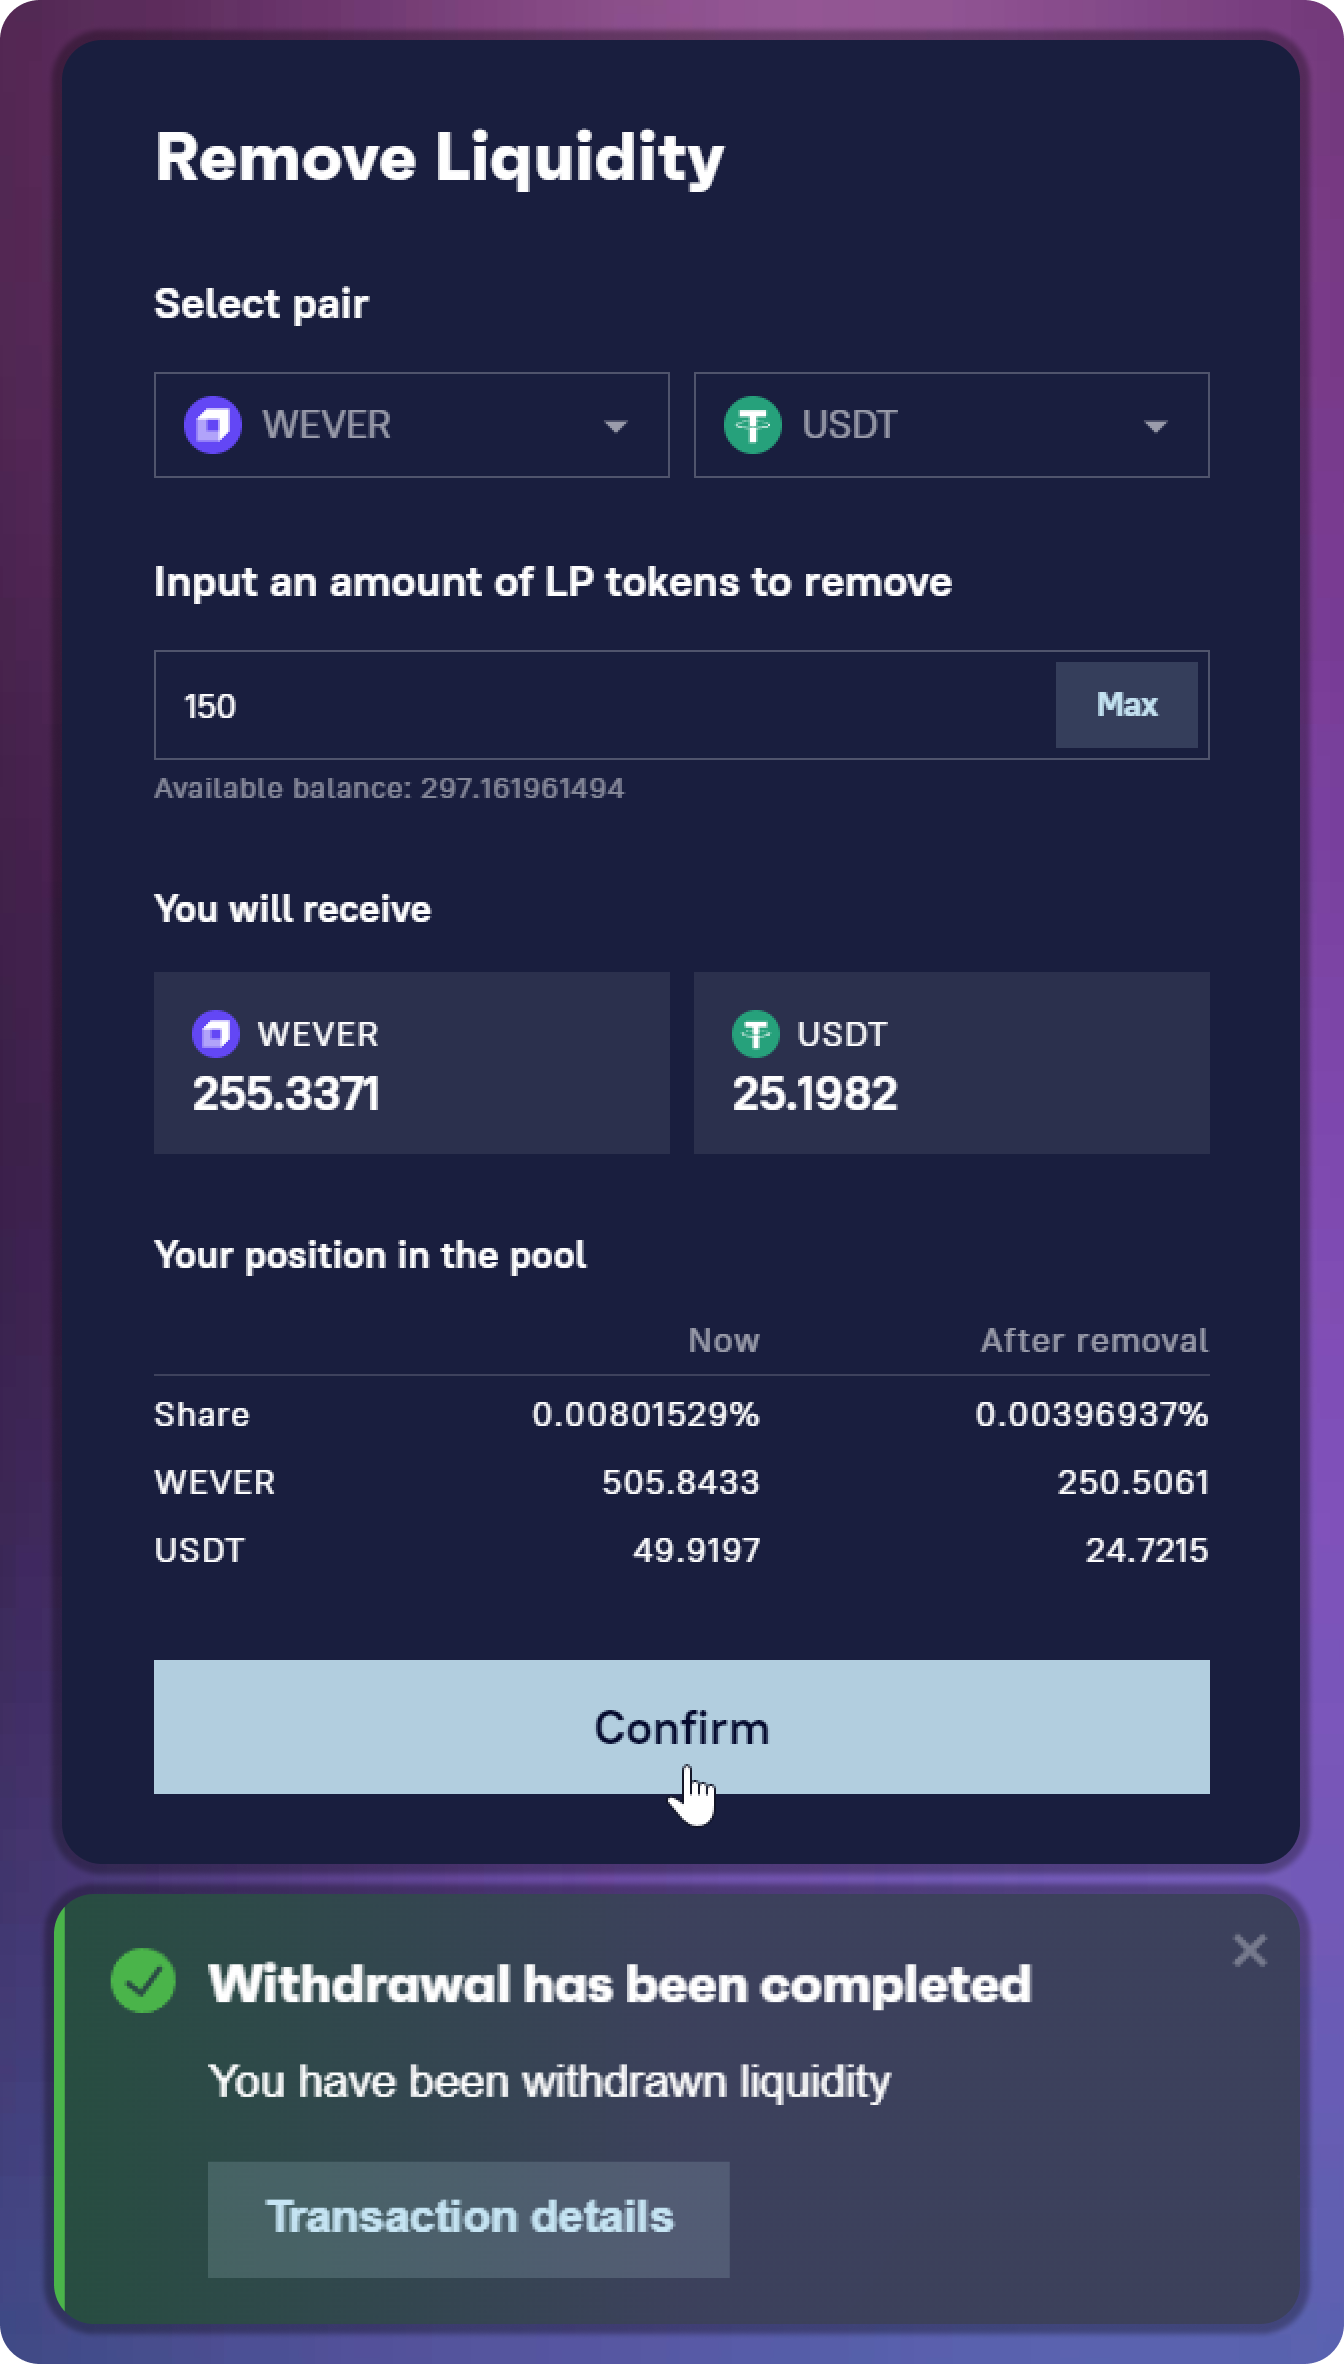 Remove Liquidity
Select pair
WEVER USDT
Input an amount of LP tokens to remove
150 Max
Available balance: 297.161961494
You will receive
WEVER USDT
255.3371 25.1982
Your position in the pool
Now After removal
Share 0.00801529% 0.00396937%
WEVER 505.8433 250.5061
USDT 49.9197 24.7215
Confirm
Withdrawal has been completed
You have been withdrawn liquidity
Transaction details